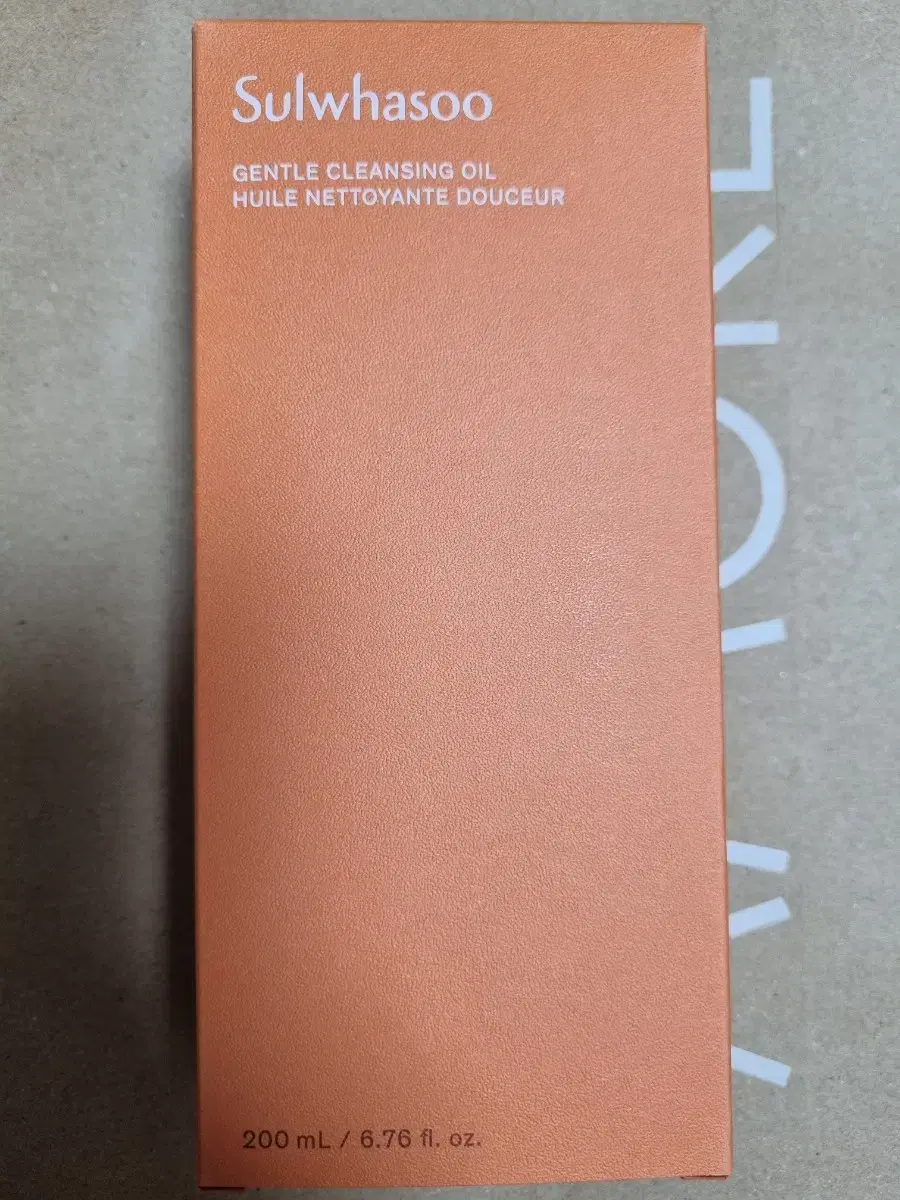 Sulwhasoo
GENTLE CLEANSING OIL
HUILE NETTOYANTE DOUCEUR
200 mL / 6.76 fl. oz.